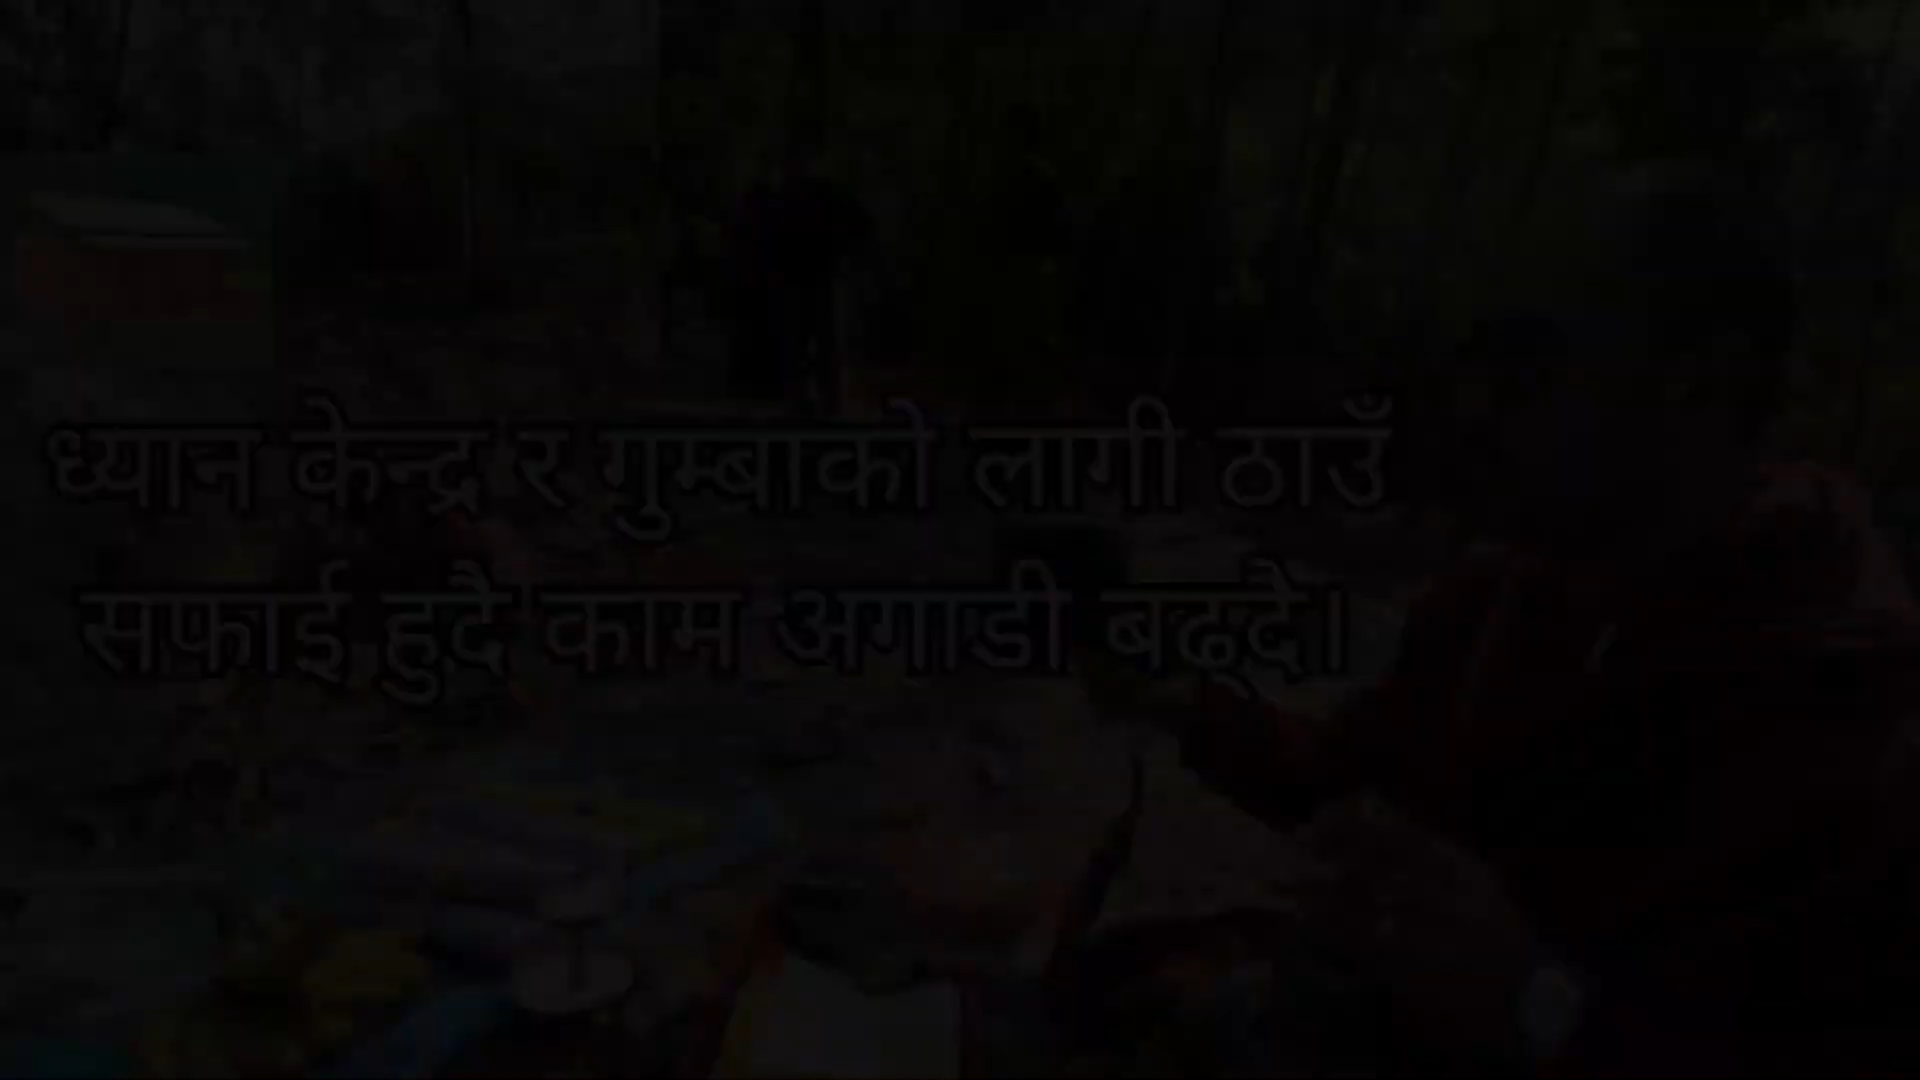 ध्यान केन्द्र र गुम्बाको लागी ठाउँ
सफाई हुदै काम अगाडी बढ्दै।